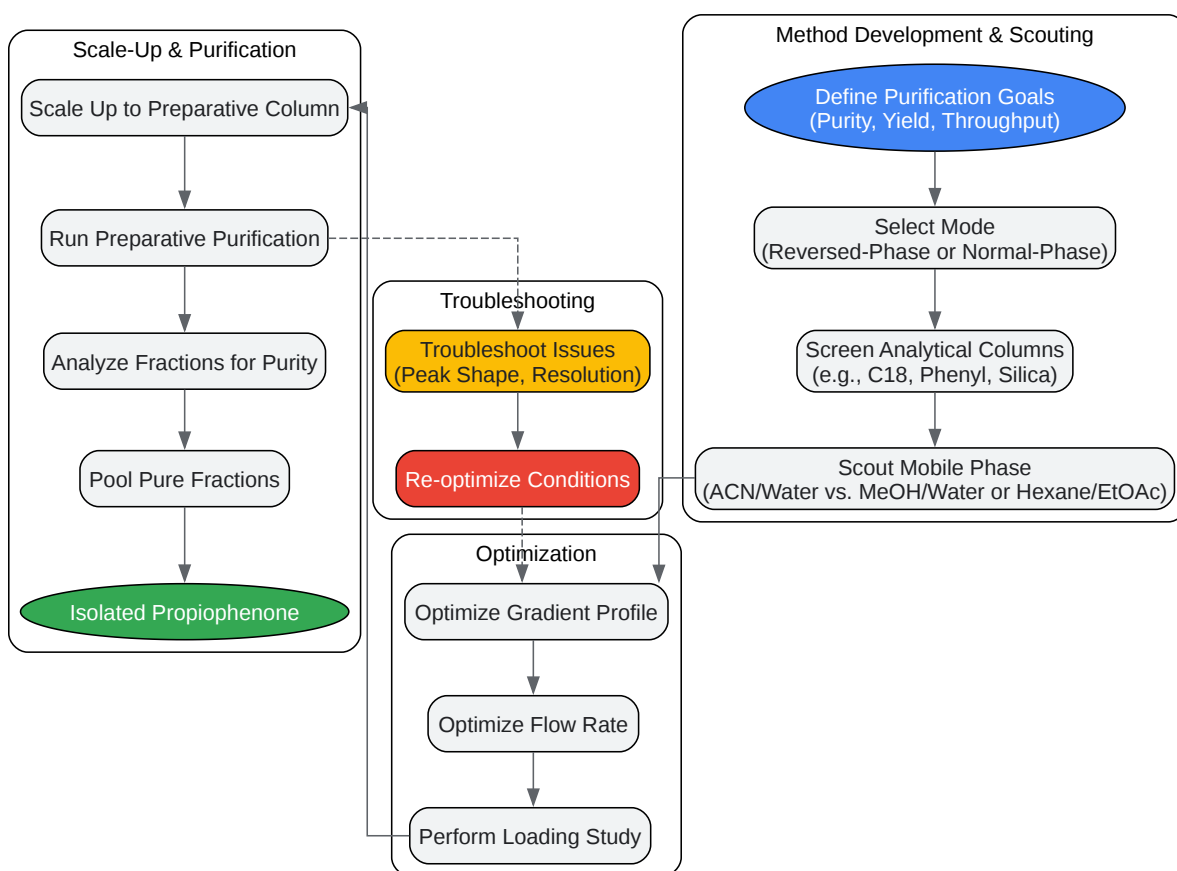 Scale-Up & Purification
Scale Up to Preparative Column
Run Preparative Purification
Analyze Fractions for Purity
Pool Pure Fractions
Isolated Propiophenone
Troubleshooting
Troubleshoot Issues
(Peak Shape, Resolution)
Re-optimize Conditions
Optimization
Optimize Gradient Profile
Optimize Flow Rate
Perform Loading Study
Method Development & Scouting
Define Purification Goals
(Purity, Yield, Throughput)
Select Mode
(Reversed-Phase or Normal-Phase)
Screen Analytical Columns
(e.g., C18, Phenyl, Silica)
Scout Mobile Phase
(ACN/Water vs. MeOH/Water or Hexane/EtOAc)